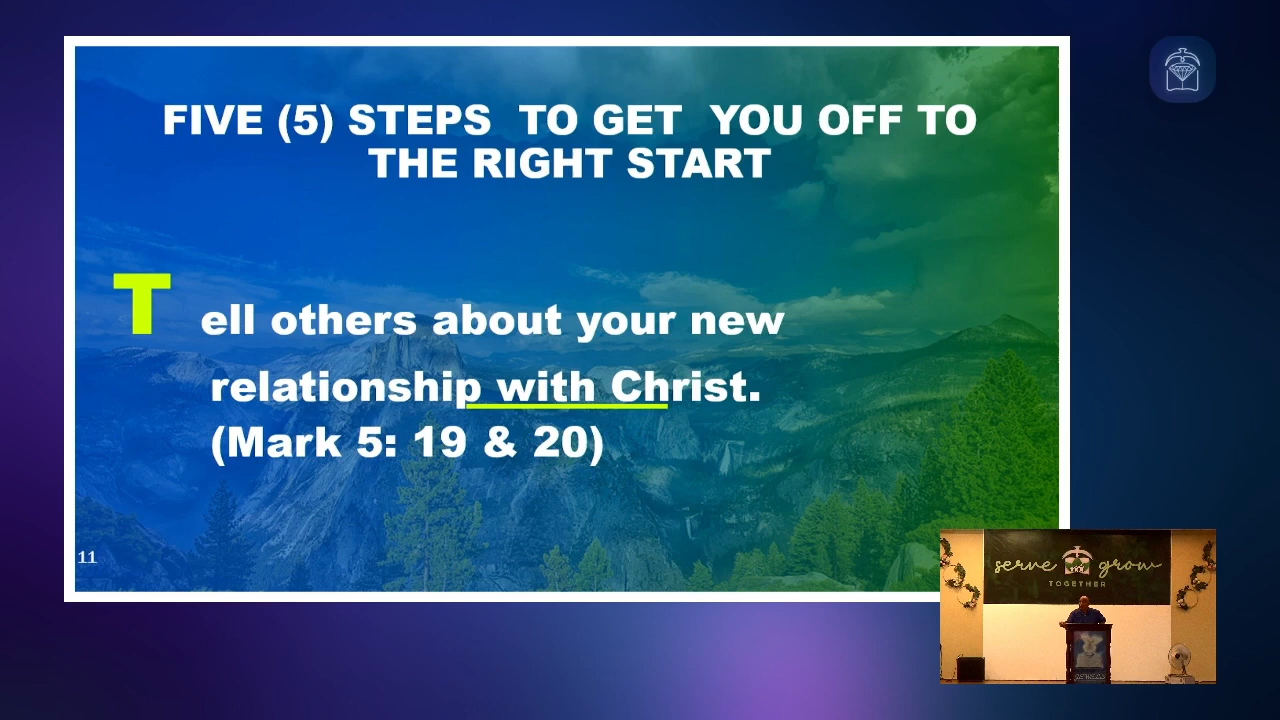 FIVE (5) STEPS TO GET YOU OFF TO
THE RIGHT START
Tell others about your new
relationship with Christ.
(Mark 5: 19 & 20)
11
serve grow
TOGETHER